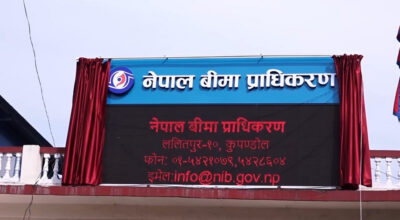 नेपाल बीमा प्राधिकरण
नेपाल बीमा प्राधिकरण
ललितपुर-१०, कुपण्डोल
फोन: ०१-५४२१०७९,५४२८६०४
इमेल:info@nib.gov.np